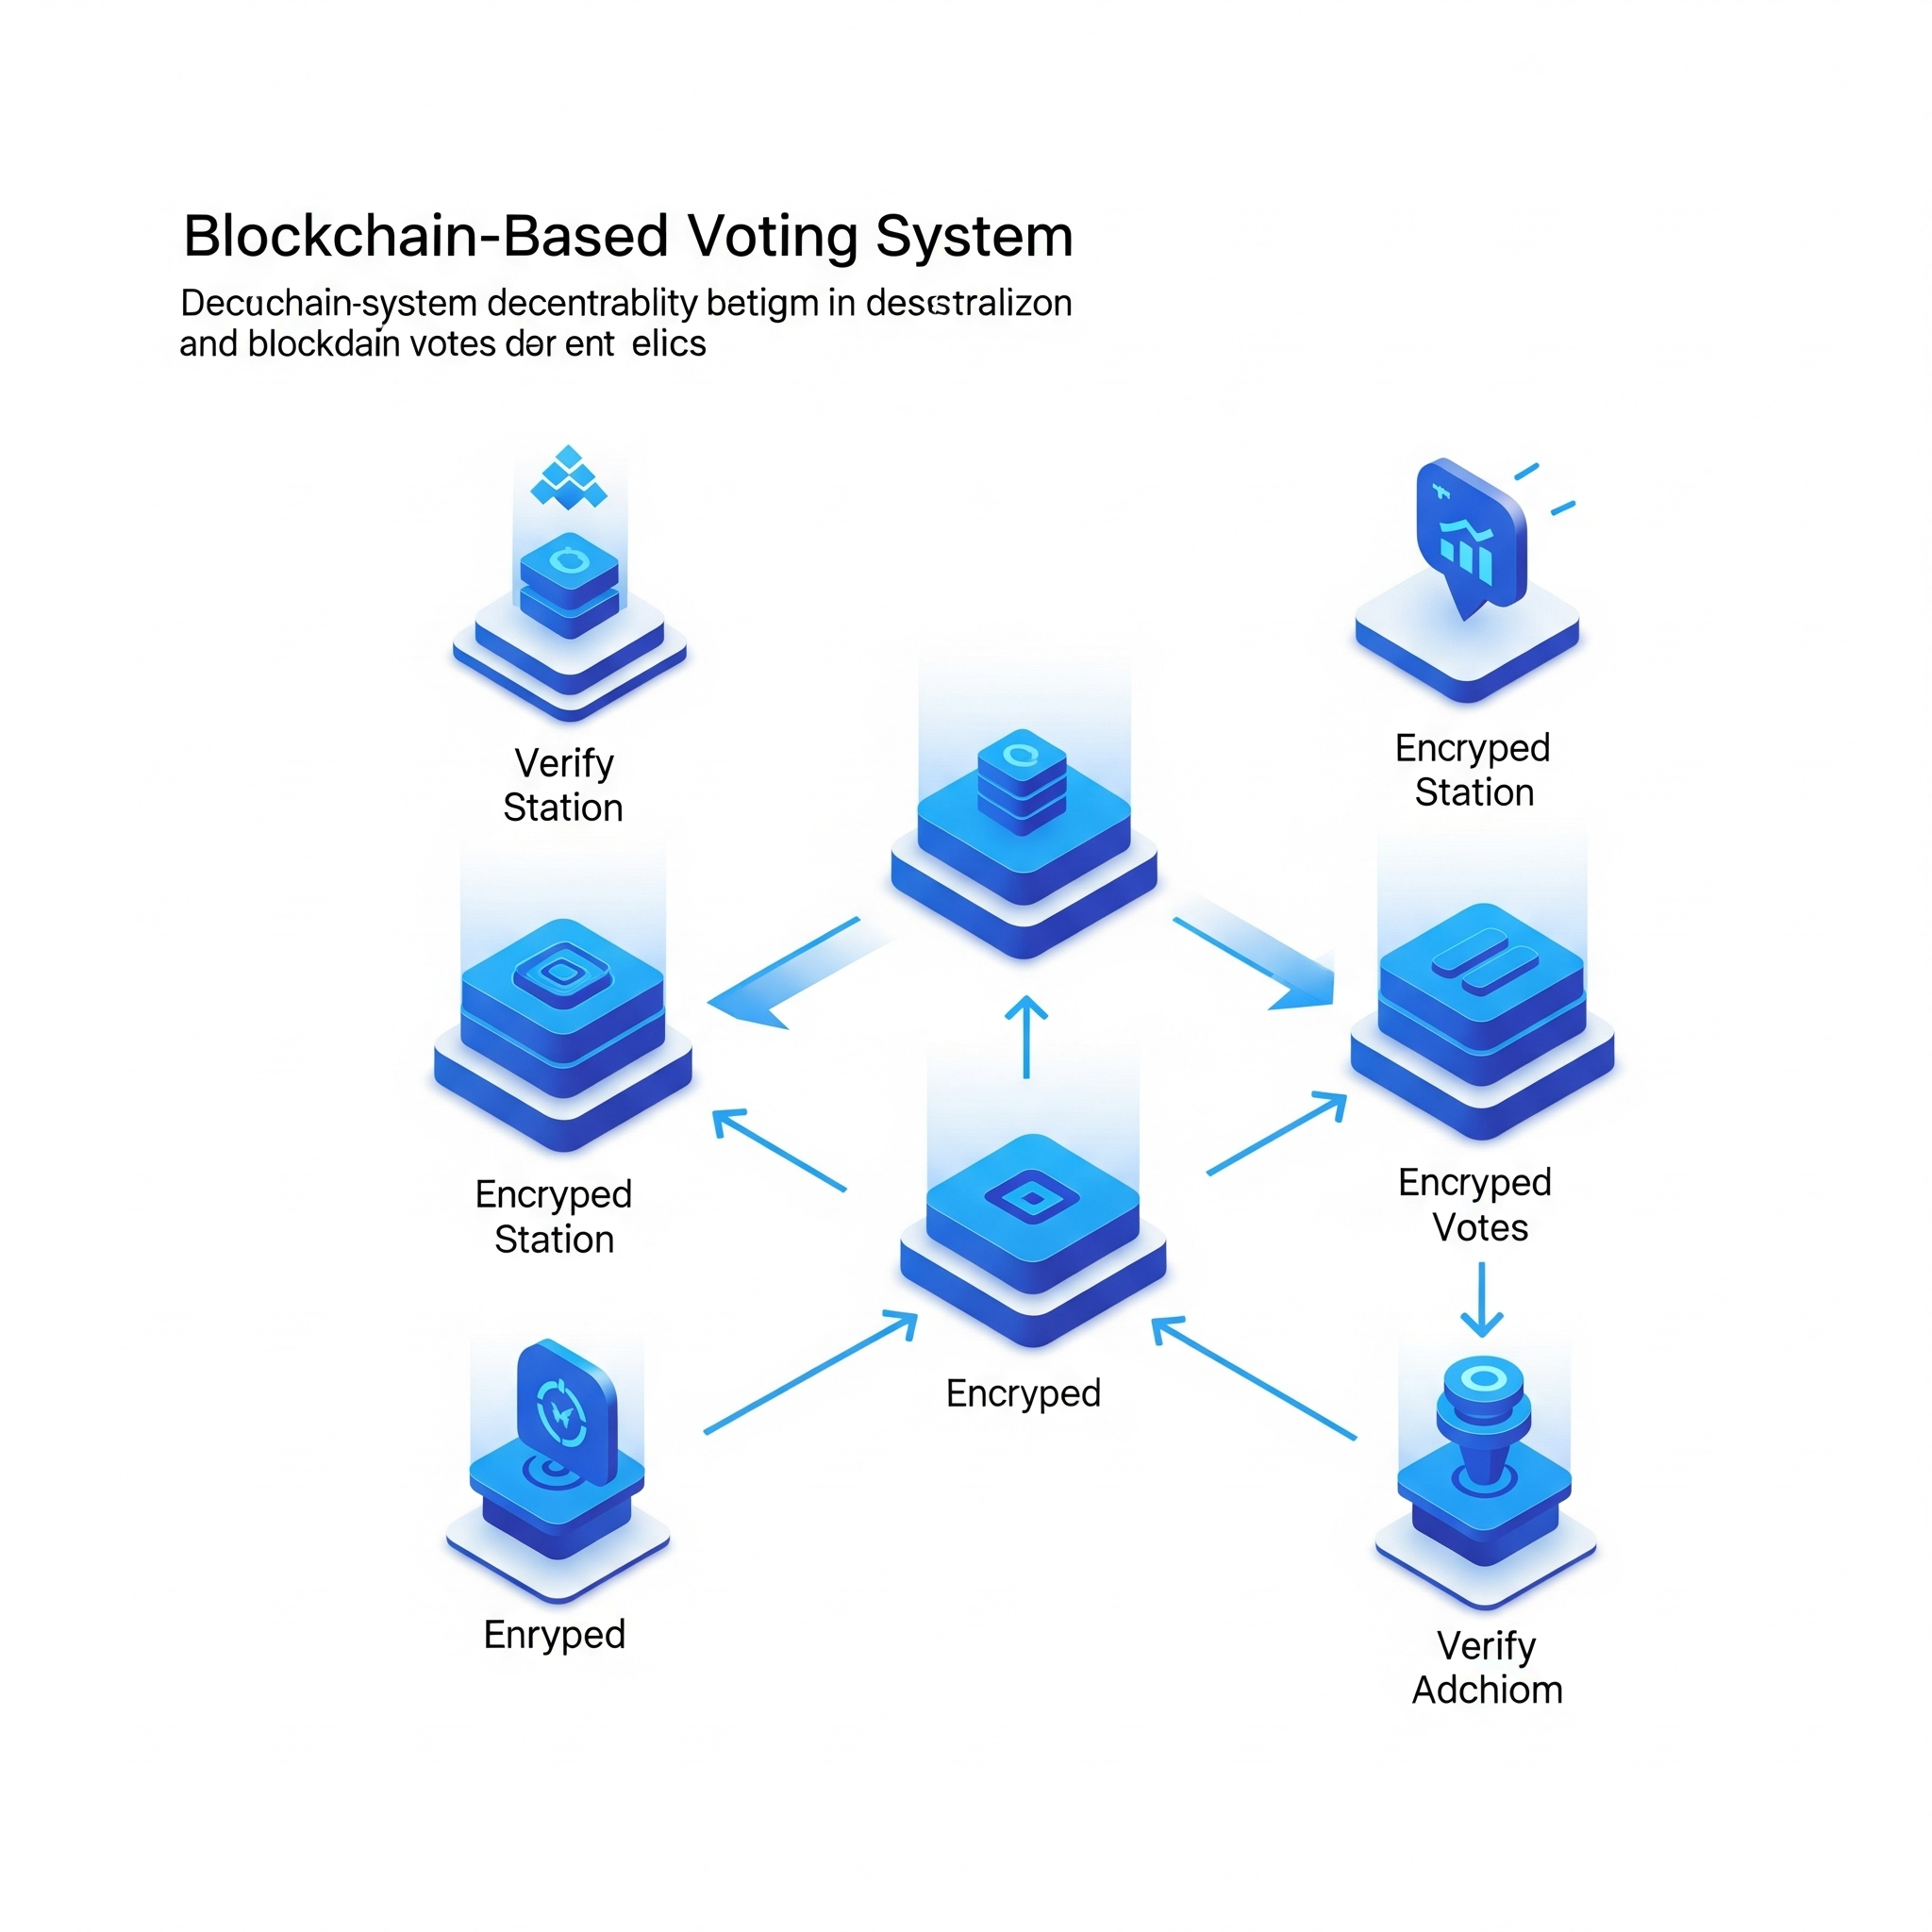 Blockchain-Based Voting System
Decuchain-system decentrablity betigm in desstralizon
and blockdain votes der ent elics
Verify
Station
Encryped
Station
Encryped
Station
Encryped
Votes
Encryped
Enryped
Verify
Adchiom